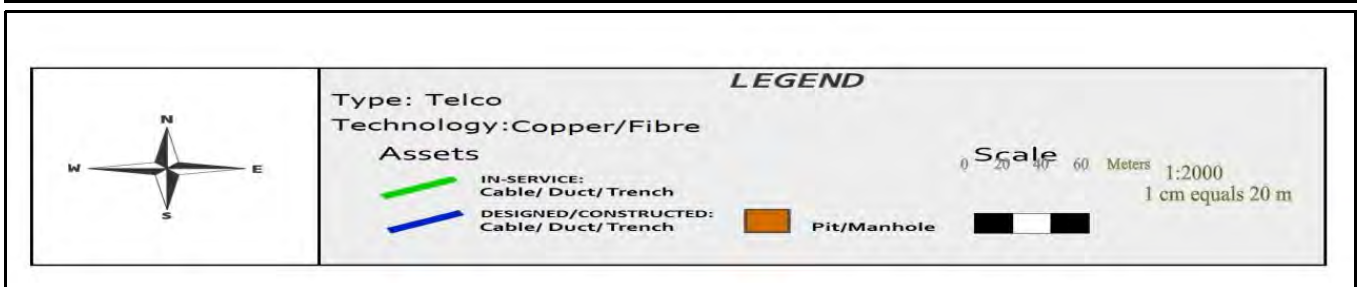 LEGEND
Type: Telco
Technology:Copper/Fibre
Assets
IN-SERVICE:
Cable/ Duct/ Trench
DESIGNED/CONSTRUCTED:
Cable/ Duct/ Trench
Pit/Manhole
Scale
0 20 40 60 Meters
1:2000
1 cm equals 20 m
N
W
E
S